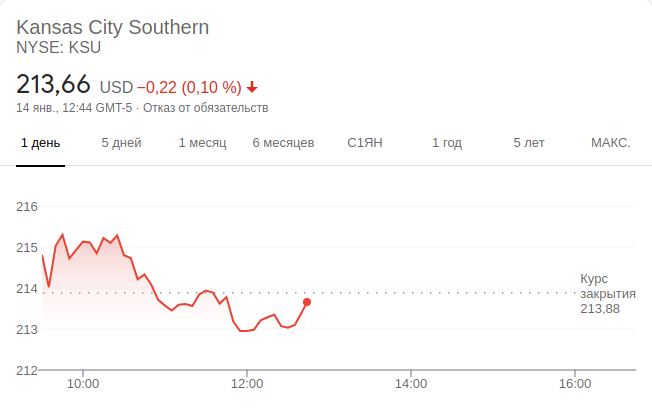 Kansas City Southern
NYSE: KSU
213,66 USD −0,22 (0,10 %)
14 янв., 12:44 GMT-5 · Отказ от обязательств
1 день 5 дней 1 месяц 6 месяцев С1ЯН 1 год 5 лет МАКС.
216
215
214
213
212
Курс
закрытия
213,88
10:00 12:00 14:00 16:00